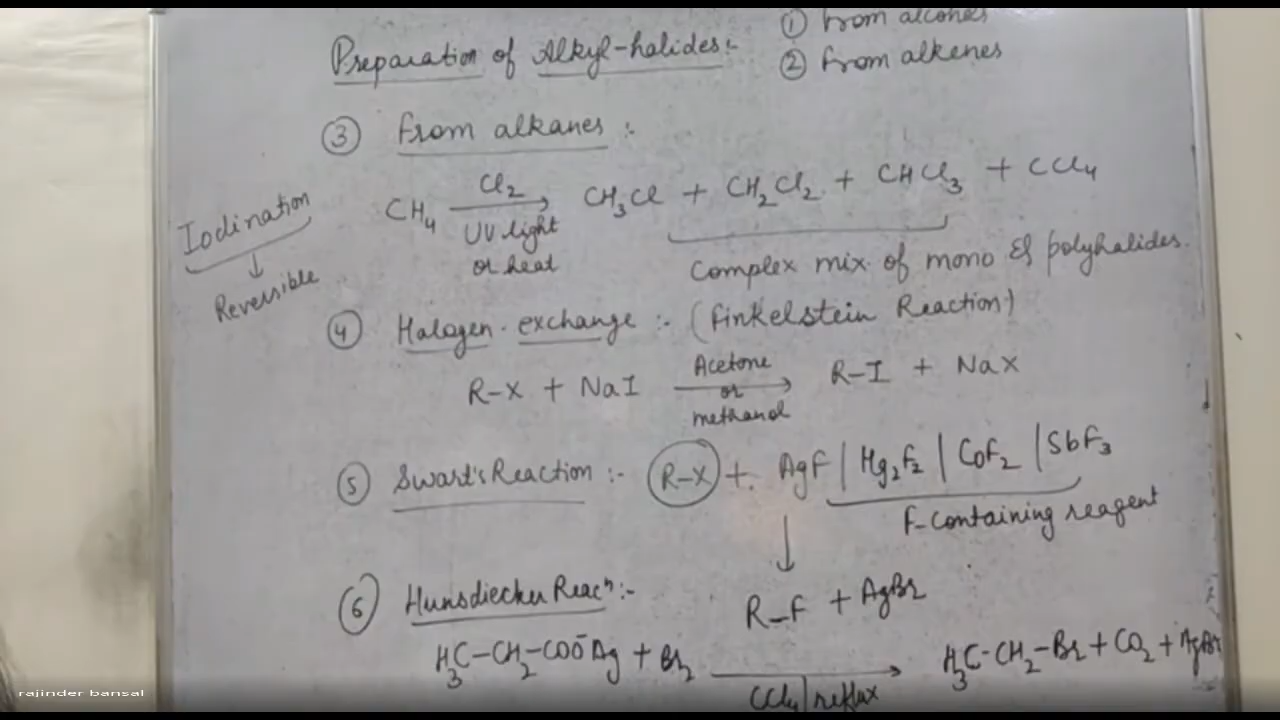 Preparation of Alkyl-halides:-
① from alcohols
② from alkenes
③ from alkanes :-
CH₄ —Cl₂→ CH₃Cl + CH₂Cl₂ + CHCl₃ + CCl₄
UV light
or heat
Complex mix of mono & polyhalides.
Iodination
↓
Reversible
④ Halogen exchange :- (Finkelstein Reaction)
R-X + NaI —Acetone→ R-I + NaX
or
methanol
⑤ Swart's Reaction :- R-X + AgF | Hg₂F₂ | CoF₂ | SbF₃
F-containing reagent
↓
R-F + AgBr
⑥ Hunsdiecker Reacⁿ:-
H₃C-CH₂-COŌAg + Br₂ → H₃C-CH₂-Br + CO₂ + AgBr
CCl₄ | reflux
rajinder bansal